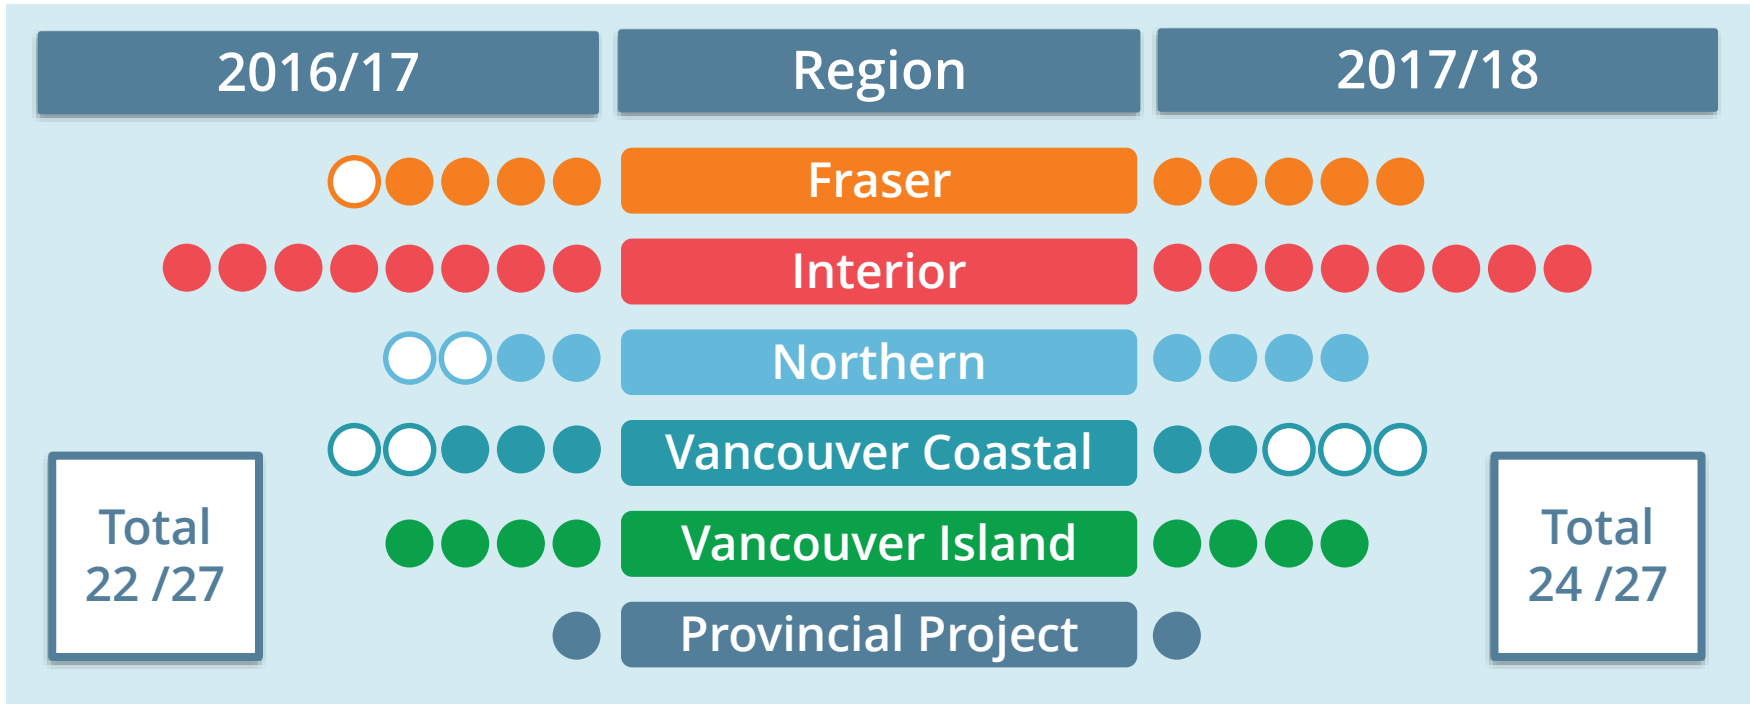 2016/17
Region
2017/18
Fraser
Interior
Northern
Vancouver Coastal
Vancouver Island
Provincial Project
Total
22 /27
Total
24 /27